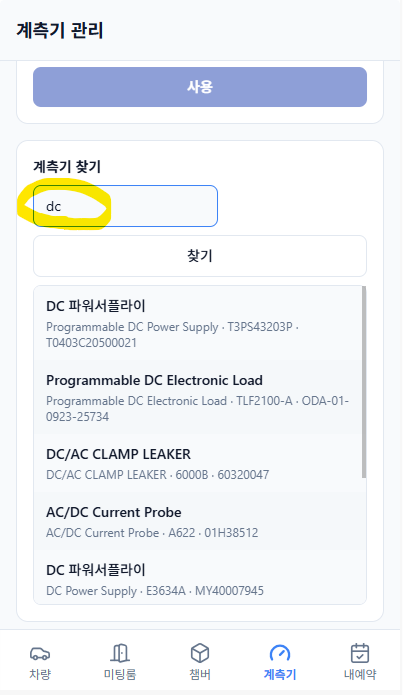 계측기 관리
사용
계측기 찾기
dc
찾기
DC 파워서플라이
Programmable DC Power Supply · T3PS43203P ·
T0403C20500021
Programmable DC Electronic Load
Programmable DC Electronic Load · TLF2100-A · ODA-01-
0923-25734
DC/AC CLAMP LEAKER
DC/AC CLAMP LEAKER · 6000B · 60320047
AC/DC Current Probe
AC/DC Current Probe · A622 · 01H38512
DC 파워서플라이
DC Power Supply · E3634A · MY40007945
차량
미팅룸
챔버
계측기
내예약